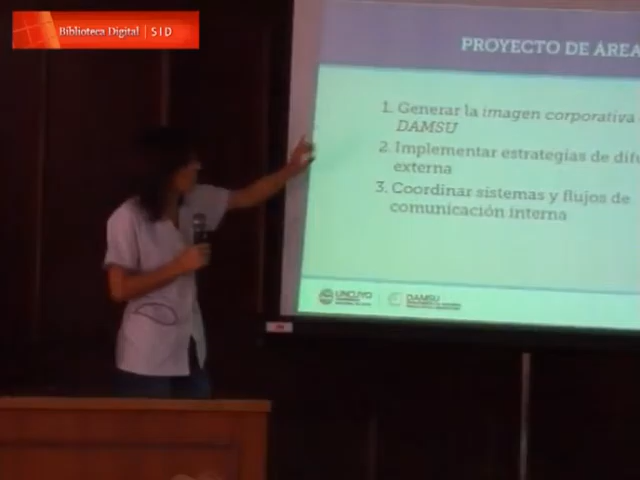 Biblioteca Digital | SID
PROYECTO DE ÁREA
1. Generar la imagen corporativa
DAMSU
2. Implementar estrategias de difu
externa
3. Coordinar sistemas y flujos de
comunicación interna
UNCUYO
DAMSU